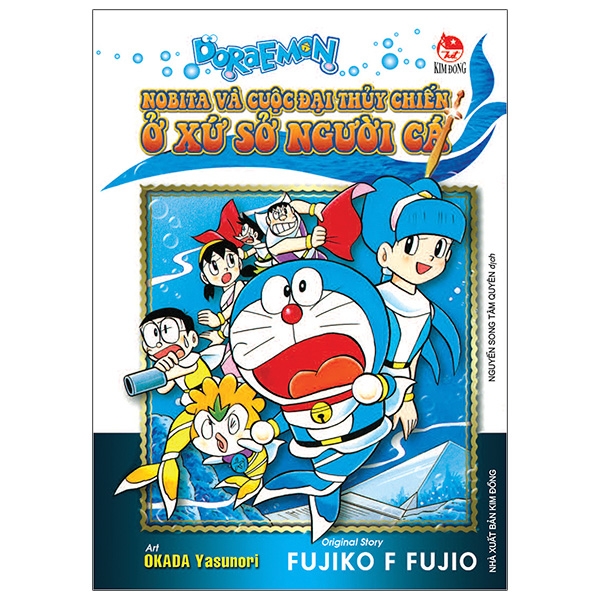 DORAEMON
kđ
KIM ĐỒNG
NOBITA VÀ CUỘC ĐẠI THỦY CHIẾN
Ở XỨ SỞ NGƯỜI CÁ
NGUYỄN SONG TÂM QUYÊN dịch
NHÀ XUẤT BẢN KIM ĐỒNG
Art
OKADA Yasunori
Original Story
FUJIKO F FUJIO